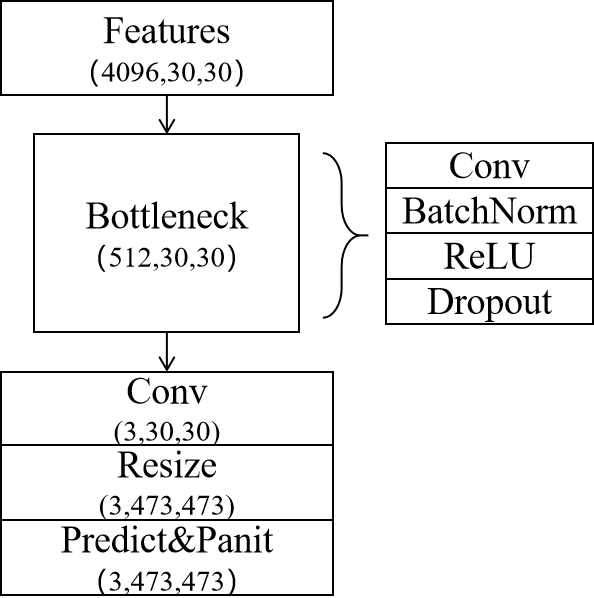 Features
(4096,30,30)
Bottleneck
(512,30,30)
Conv
BatchNorm
ReLU
Dropout
Conv
(3,30,30)
Resize
(3,473,473)
Predict&Panit
(3,473,473)